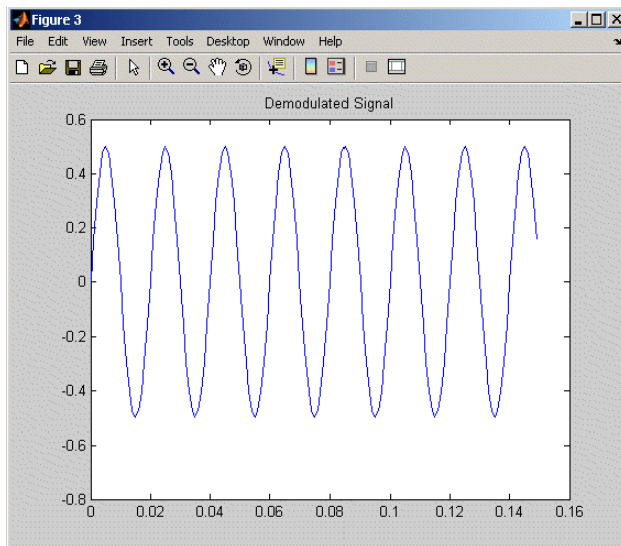 Figure 3
File Edit View Insert Tools Desktop Window Help
Demodulated Signal
0.6
0.4
0.2
0
-0.2
-0.4
-0.6
-0.8
0 0.02 0.04 0.06 0.08 0.1 0.12 0.14 0.16